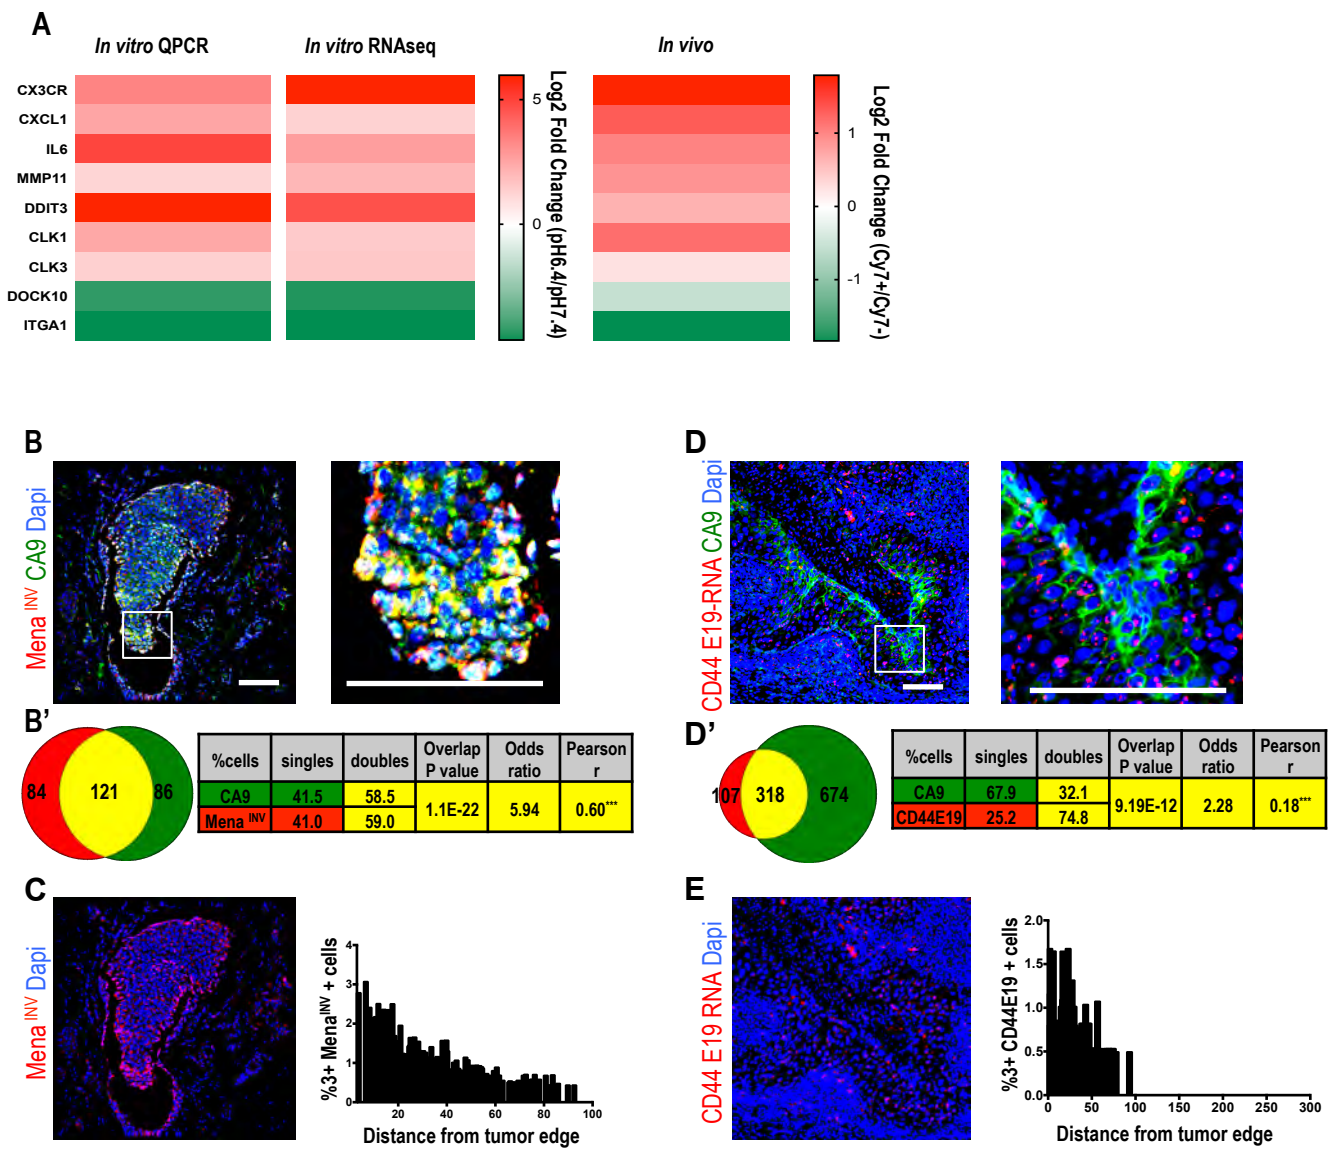 A
In vitro QPCR
In vitro RNAseq
In vivo
CX3CR
CXCL1
IL6
MMP11
DDIT3
CLK1
CLK3
DOCK10
ITGA1
5
0
Log2 Fold Change (pH6.4/pH7.4)
1
0
-1
Log2 Fold Change (Cy7+/Cy7-)
B
Mena INV CA9 Dapi
D
CD44 E19-RNA CA9 Dapi
B'
84 121 86
%cells singles doubles Overlap P value Odds ratio Pearson r
CA9 41.5 58.5 1.1E-22 5.94 0.60***
Mena INV 41.0 59.0
D'
107 318 674
%cells singles doubles Overlap P value Odds ratio Pearson r
CA9 67.9 32.1 9.19E-12 2.28 0.18***
CD44E19 25.2 74.8
C
Mena INV Dapi
%3+ MenaINV + cells
4
3
2
1
0
20 40 60 80 100
Distance from tumor edge
E
CD44 E19 RNA Dapi
%3+ CD44E19 + cells
2.0
1.5
1.0
0.5
0.0
0 50 100 150 200 250 300
Distance from tumor edge